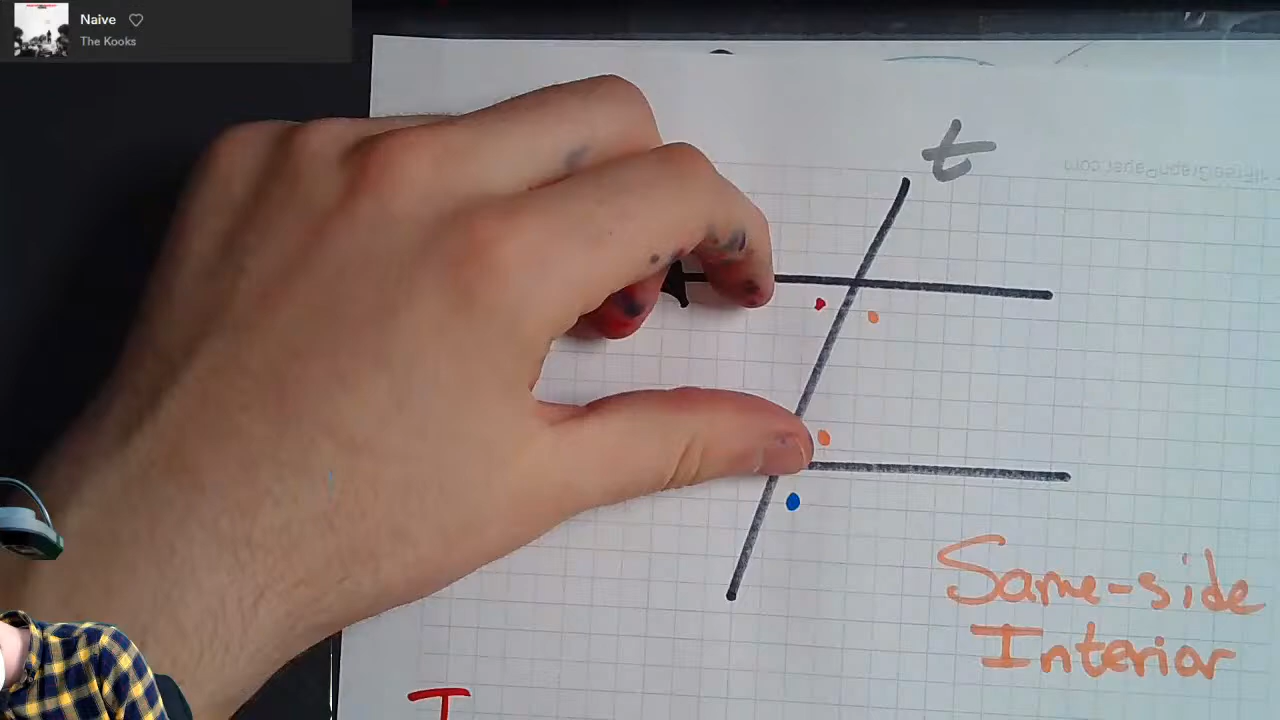 Naive
The Kooks
t
Same-side
Interior
I